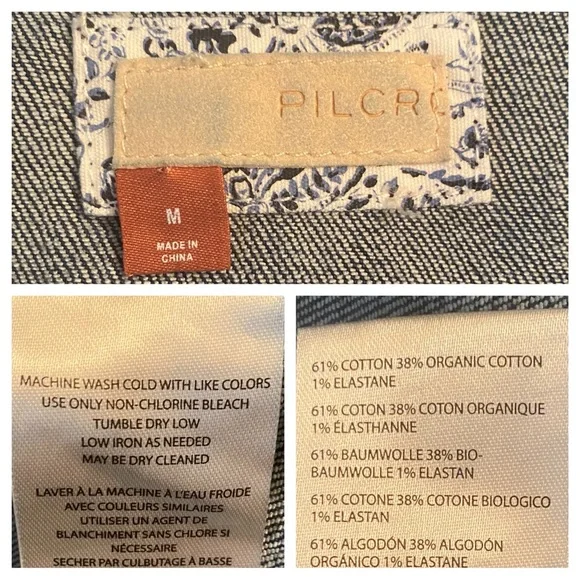 PILCRO
M
MADE IN
CHINA
MACHINE WASH COLD WITH LIKE COLORS
USE ONLY NON-CHLORINE BLEACH
TUMBLE DRY LOW
LOW IRON AS NEEDED
MAY BE DRY CLEANED
LAVER À LA MACHINE À L'EAU FROIDE
AVEC COULEURS SIMILAIRES
UTILISER UN AGENT DE
BLANCHIMENT SANS CHLORE SI
NÉCESSAIRE
SECHER PAR CULBUTAGE À BASSE
61% COTTON 38% ORGANIC COTTON
1% ELASTANE
61% COTON 38% COTON ORGANIQUE
1% ÉLASTHANNE
61% BAUMWOLLE 38% BIO-
BAUMWOLLE 1% ELASTAN
61% COTONE 38% COTONE BIOLOGICO
1% ELASTAN
61% ALGODÓN 38% ALGODÓN
ORGÁNICO 1% ELASTANE